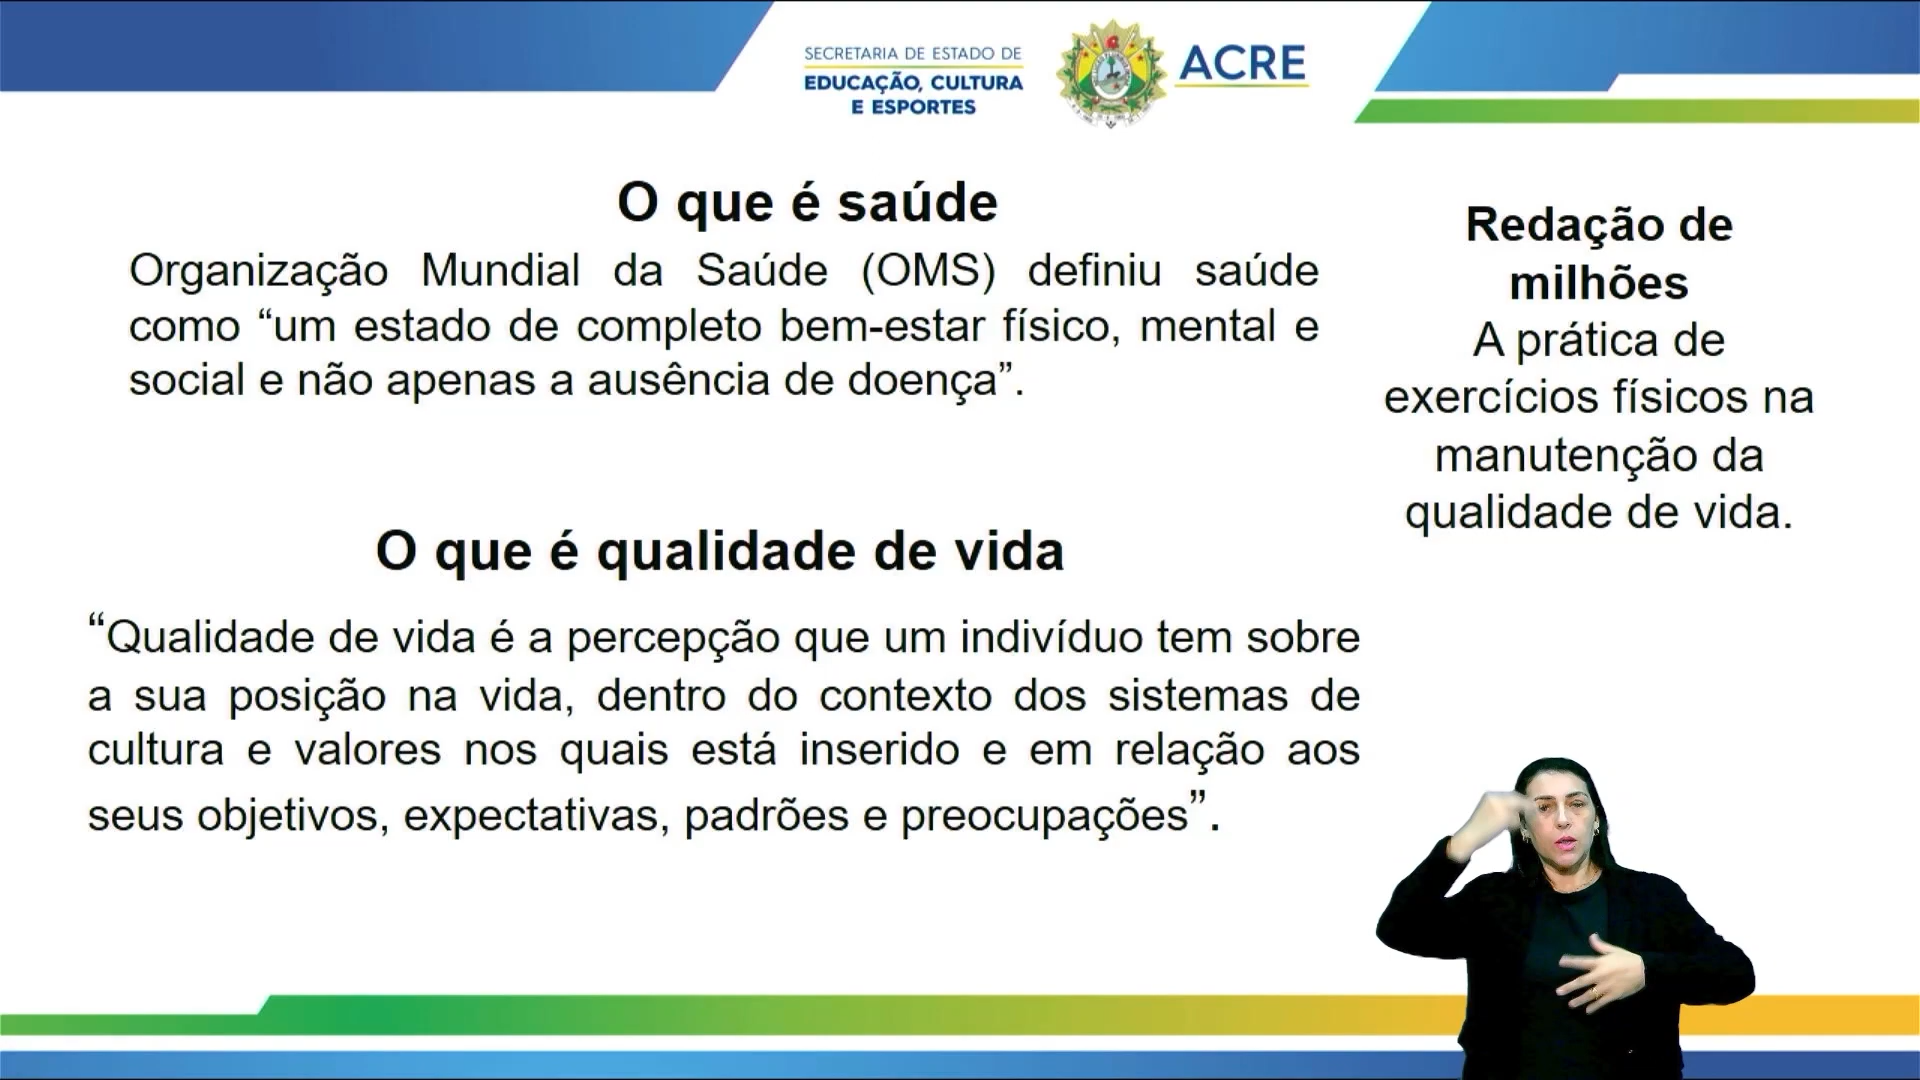 SECRETARIA DE ESTADO DE
EDUCAÇÃO, CULTURA
E ESPORTES
ACRE
O que é saúde
Organização Mundial da Saúde (OMS) definiu saúde
como “um estado de completo bem-estar físico, mental e
social e não apenas a ausência de doença”.
O que é qualidade de vida
“Qualidade de vida é a percepção que um indivíduo tem sobre
a sua posição na vida, dentro do contexto dos sistemas de
cultura e valores nos quais está inserido e em relação aos
seus objetivos, expectativas, padrões e preocupações”.
Redação de
milhões
A prática de
exercícios físicos na
manutenção da
qualidade de vida.